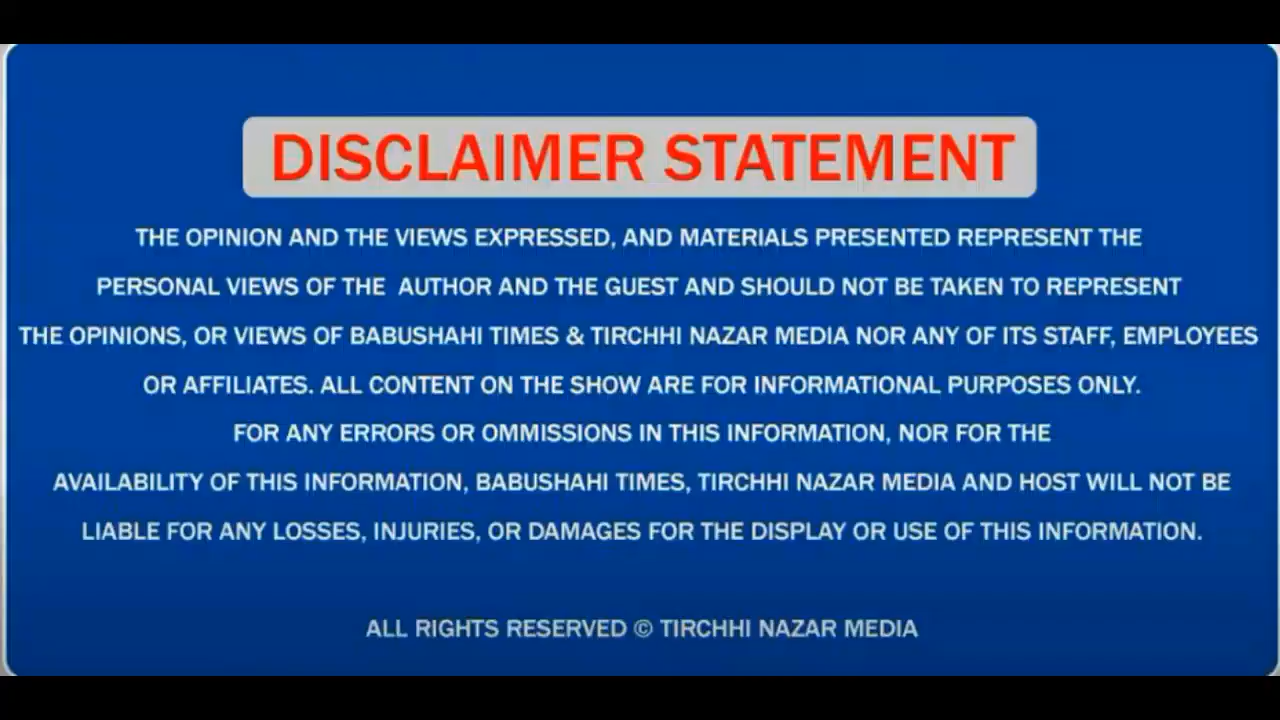 DISCLAIMER STATEMENT
THE OPINION AND THE VIEWS EXPRESSED, AND MATERIALS PRESENTED REPRESENT THE
PERSONAL VIEWS OF THE AUTHOR AND THE GUEST AND SHOULD NOT BE TAKEN TO REPRESENT
THE OPINIONS, OR VIEWS OF BABUSHAHI TIMES & TIRCHHI NAZAR MEDIA NOR ANY OF ITS STAFF, EMPLOYEES
OR AFFILIATES. ALL CONTENT ON THE SHOW ARE FOR INFORMATIONAL PURPOSES ONLY.
FOR ANY ERRORS OR OMMISSIONS IN THIS INFORMATION, NOR FOR THE
AVAILABILITY OF THIS INFORMATION, BABUSHAHI TIMES, TIRCHHI NAZAR MEDIA AND HOST WILL NOT BE
LIABLE FOR ANY LOSSES, INJURIES, OR DAMAGES FOR THE DISPLAY OR USE OF THIS INFORMATION.
ALL RIGHTS RESERVED © TIRCHHI NAZAR MEDIA